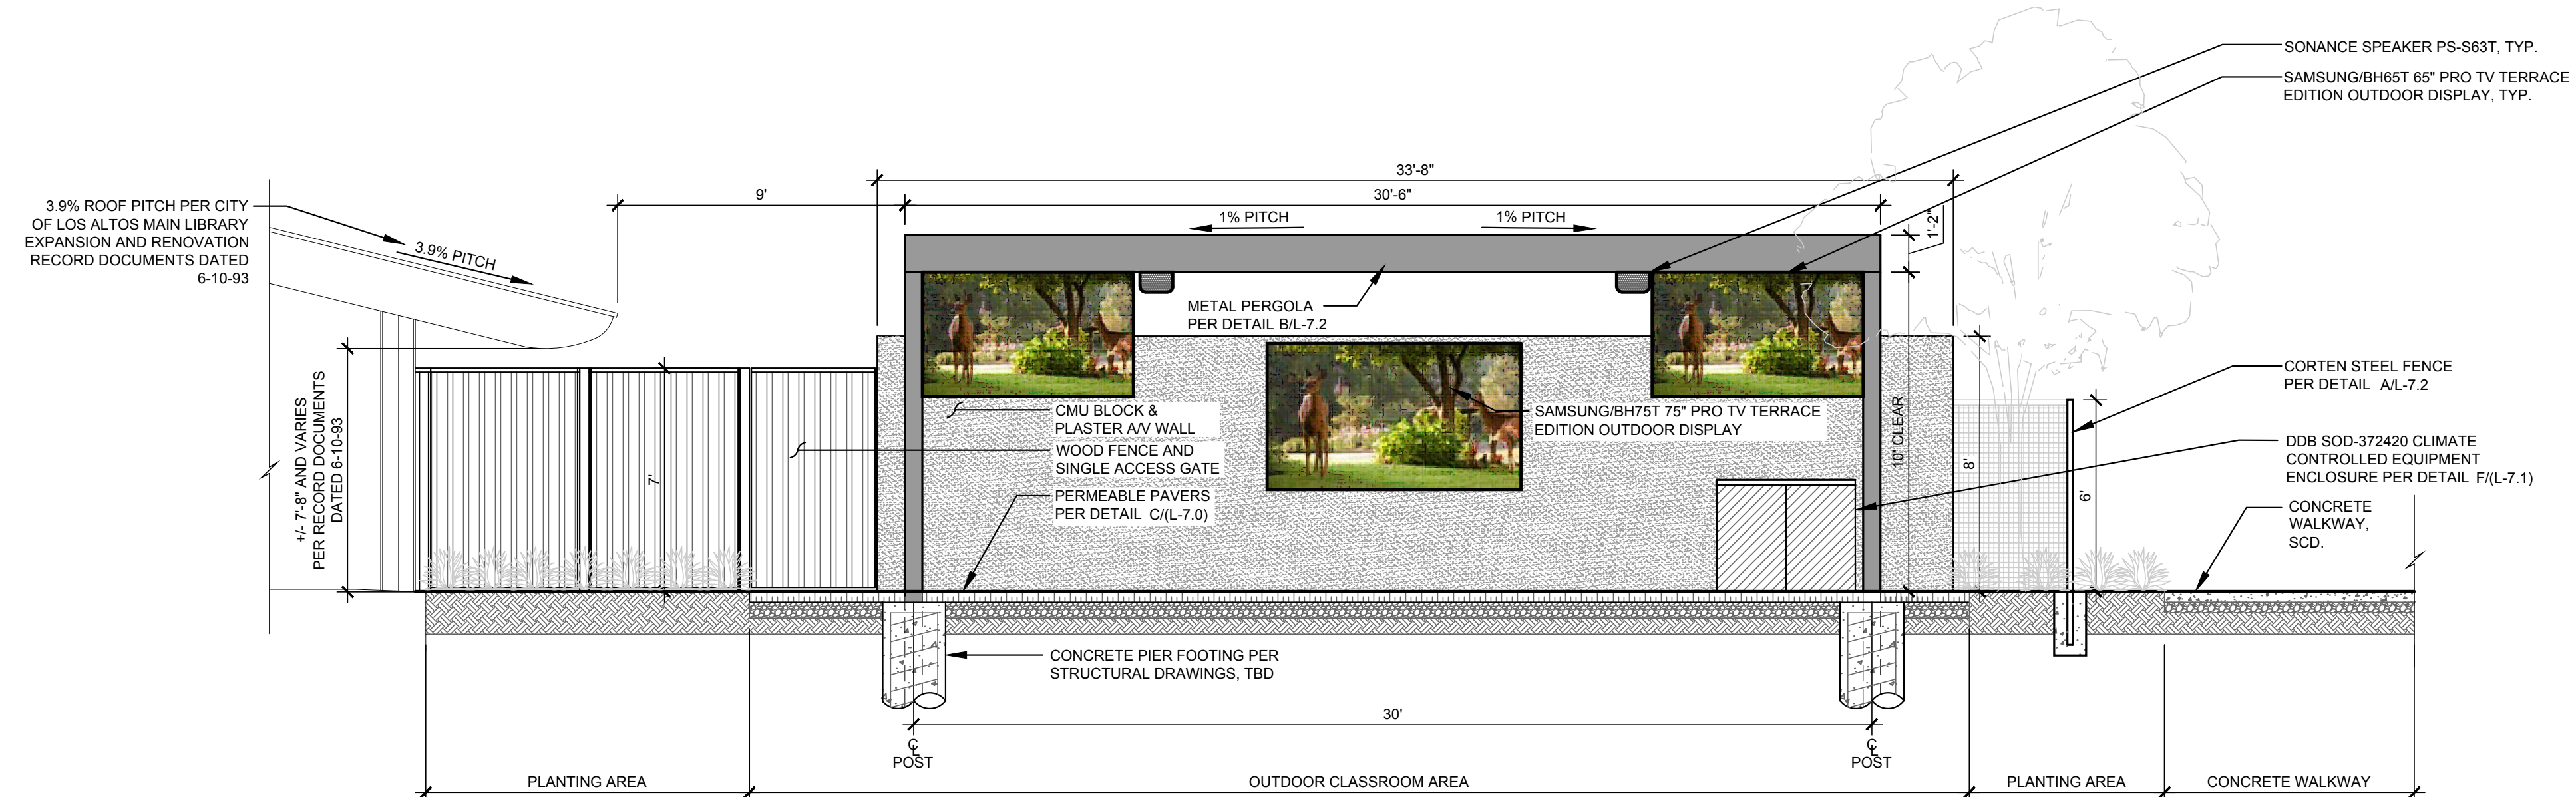 SONANCE SPEAKER PS-S63T, TYP.
SAMSUNG/BH65T 65" PRO TV TERRACE
EDITION OUTDOOR DISPLAY, TYP.
33'-8"
9'
30'-6"
3.9% ROOF PITCH PER CITY
OF LOS ALTOS MAIN LIBRARY
EXPANSION AND RENOVATION
RECORD DOCUMENTS DATED
6-10-93
3.9% PITCH
1% PITCH
1% PITCH
1'-2"
METAL PERGOLA
PER DETAIL B/L-7.2
CORTEN STEEL FENCE
PER DETAIL A/L-7.2
+/- 7'-8" AND VARIES
PER RECORD DOCUMENTS
DATED 6-10-93
7'
CMU BLOCK &
PLASTER A/V WALL
WOOD FENCE AND
SINGLE ACCESS GATE
PERMEABLE PAVERS
PER DETAIL C/(L-7.0)
SAMSUNG/BH75T 75" PRO TV TERRACE
EDITION OUTDOOR DISPLAY
10' CLEAR
8'
6'
DDB SOD-372420 CLIMATE
CONTROLLED EQUIPMENT
ENCLOSURE PER DETAIL F/(L-7.1)
CONCRETE
WALKWAY,
SCD.
CONCRETE PIER FOOTING PER
STRUCTURAL DRAWINGS, TBD
30'
CL
POST
CL
POST
PLANTING AREA
OUTDOOR CLASSROOM AREA
PLANTING AREA
CONCRETE WALKWAY